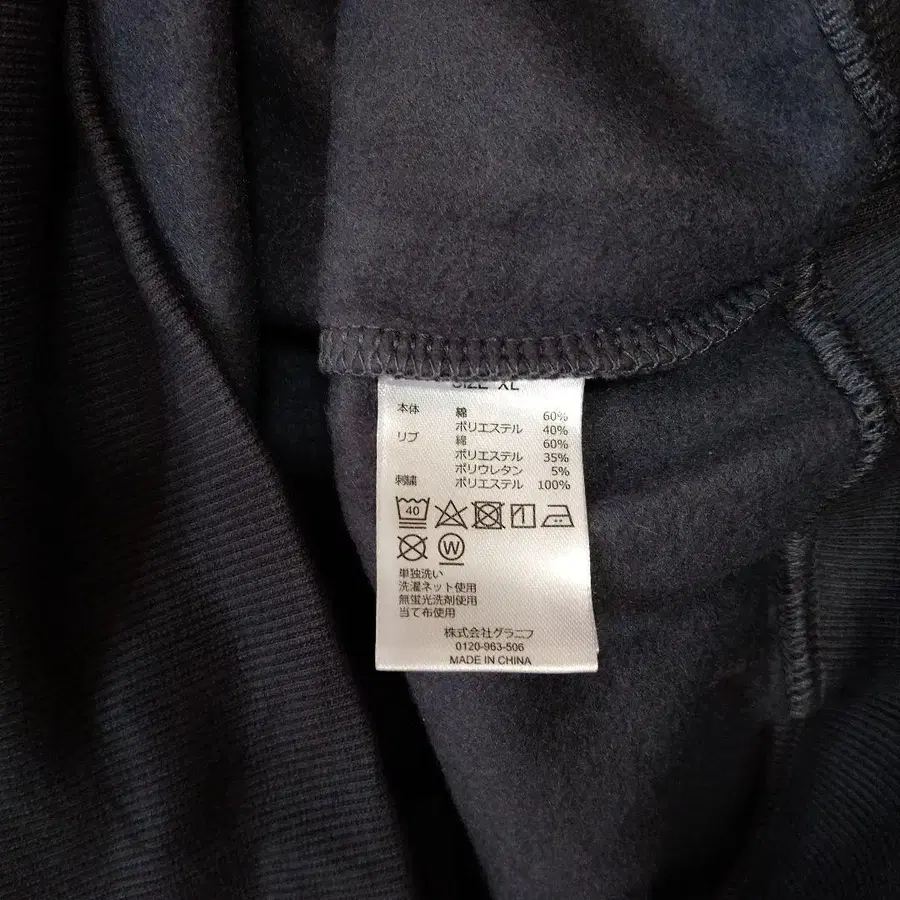 SIZE XL
本体 綿 60%
ポリエステル 40%
リブ 綿 60%
ポリエステル 35%
ポリウレタン 5%
刺繍 ポリエステル 100%
40
W
単独洗い
洗濯ネット使用
無蛍光洗剤使用
当て布使用
株式会社グラニフ
0120-963-506
MADE IN CHINA